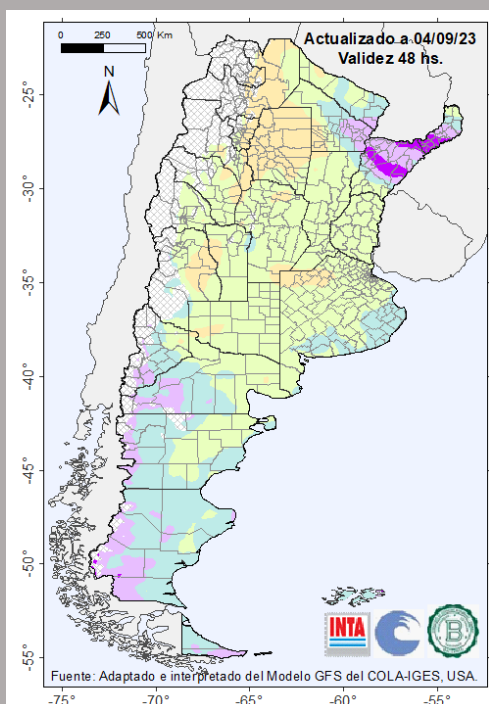 0 250 500 Km
Actualizado a 04/09/23
Validez 48 hs.
N
-25°
-30°
-35°
-40°
-45°
-50°
-55°
INTA
B
Fuente: Adaptado e interpretado del Modelo GFS del COLA-IGES, USA.
-75° -70° -65° -60° -55°